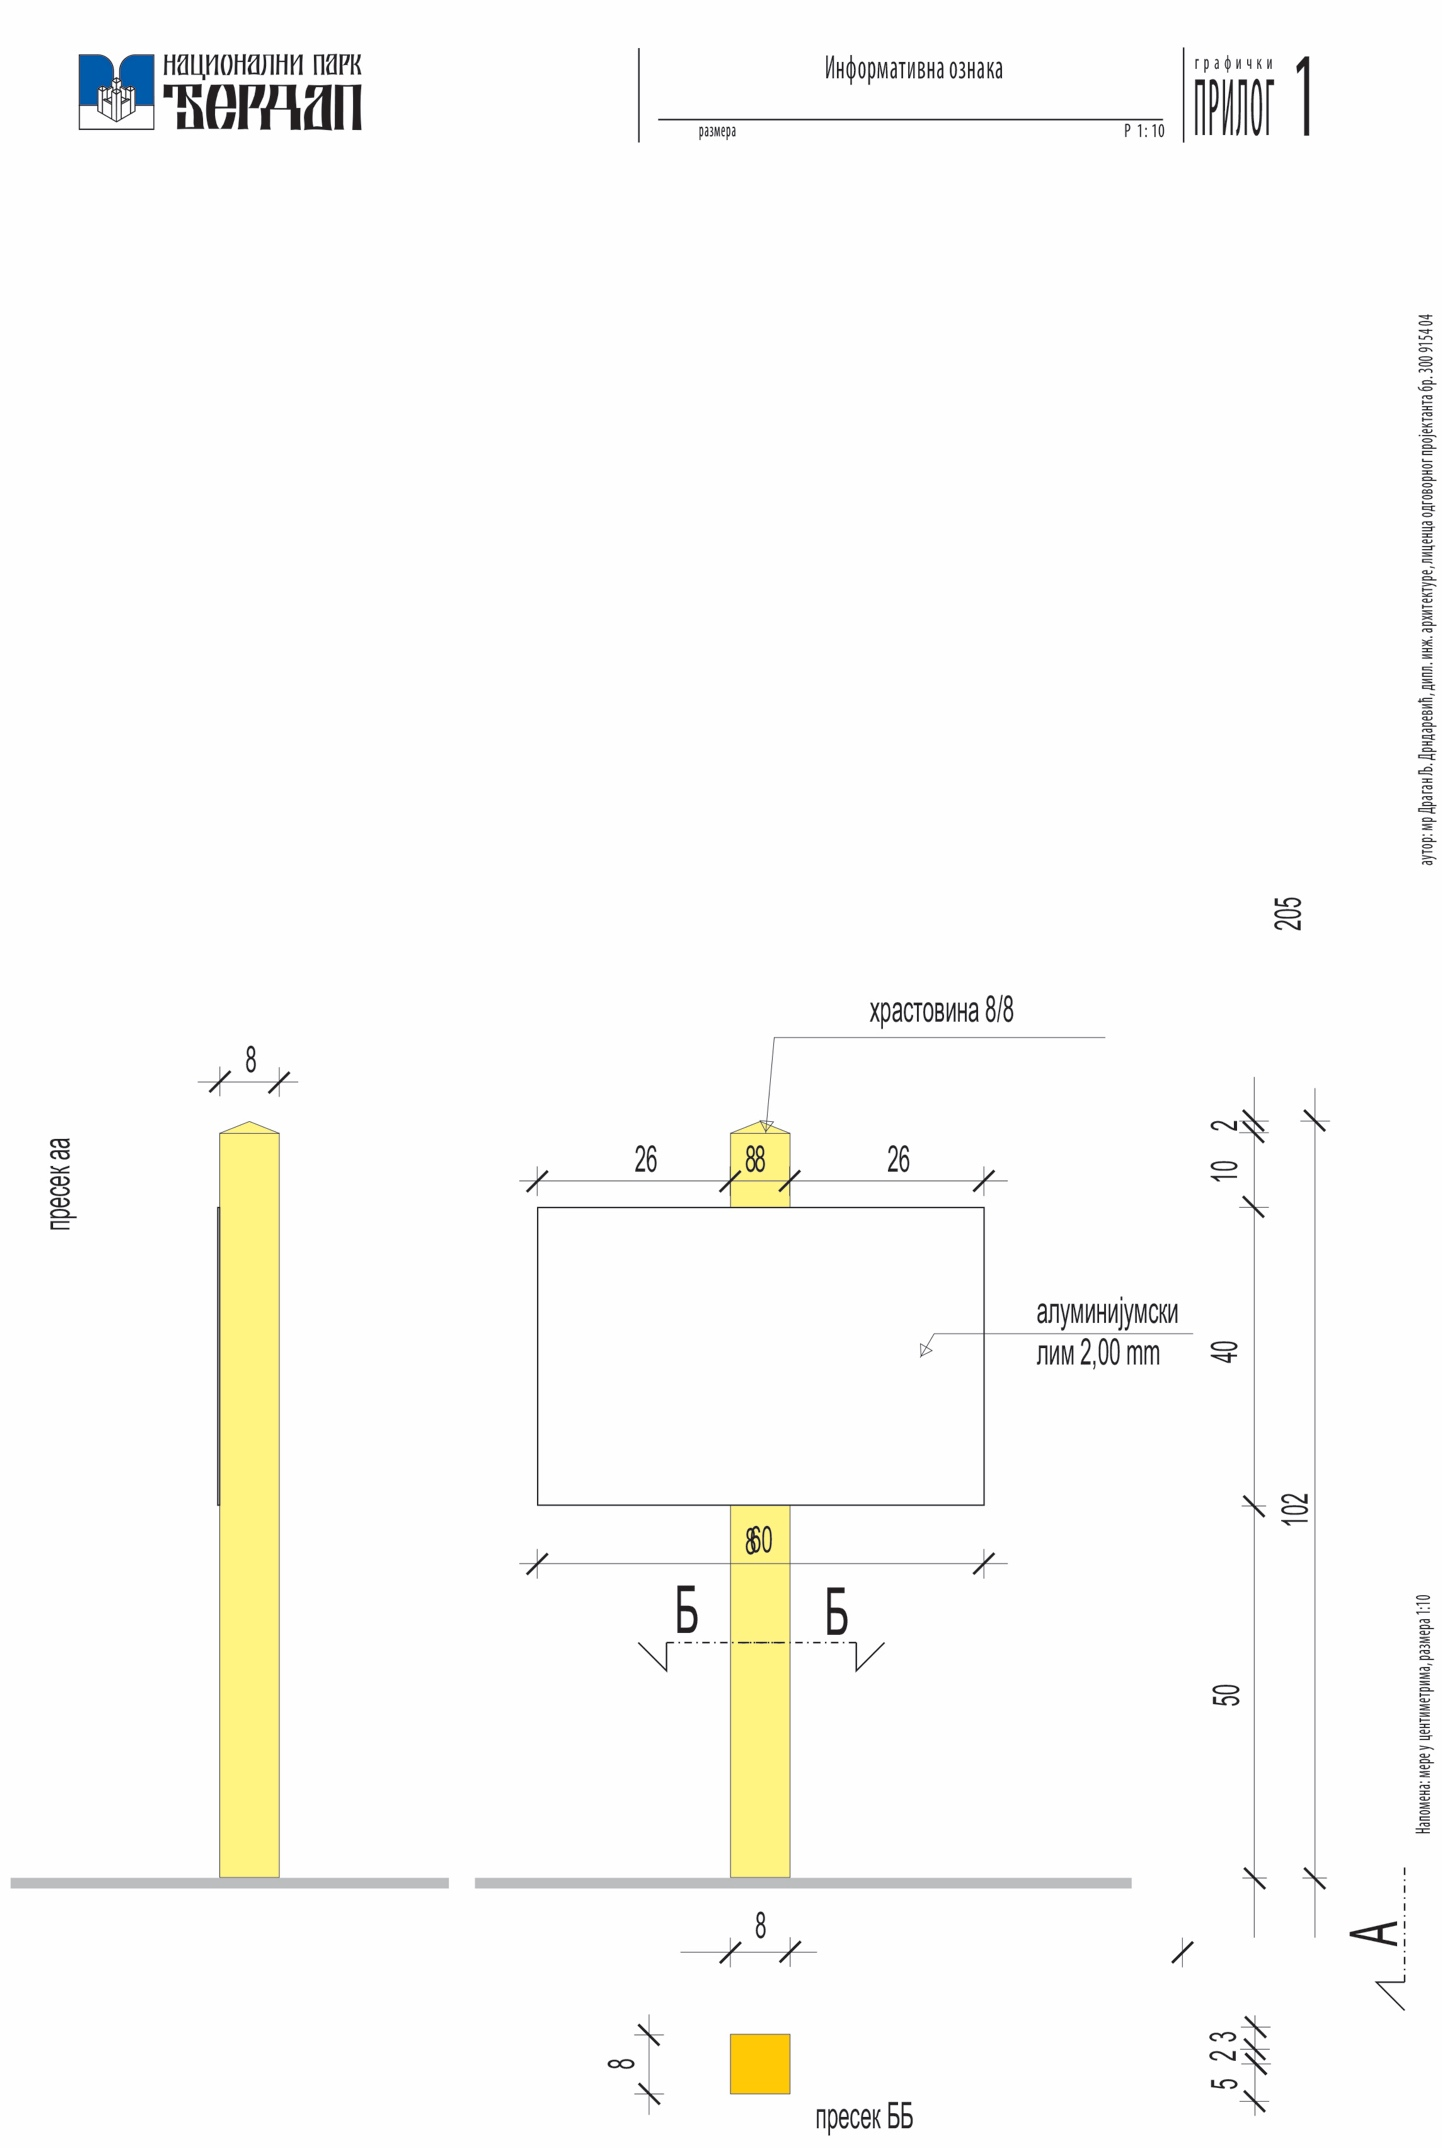 НАЦИОНАЛНИ ПАРК
ЂЕРДАП
Информативна ознака
размера
Р 1:10
графички
ПРИЛОГ
1
аутор: мр Драган Љ. Дрндаревић, дипл. инж. архитектуре, лиценца одговорног пројектанта бр. 300 9154 04
205
храстовина 8/8
8
пресек аа
26
88
26
2
10
алуминијумски
лим 2,00 mm
40
102
8
60
Б
Б
50
Напомена: мере у центиметрима, размера 1:10
8
А
8
3
2
5
пресек ББ